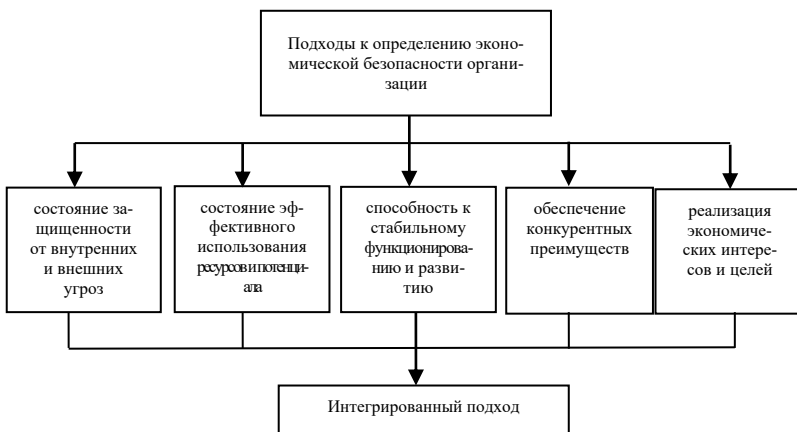 Подходы к определению эконо-
мической безопасности органи-
зации
состояние за-
щищенности
от внутренних
и внешних
угроз
состояние эф-
фективного
использования
ресурсов и потенци-
ала
способность к
стабильному
функционирова-
нию и разви-
тию
обеспечение
конкурентных
преимуществ
реализация
экономиче-
ских интере-
сов и целей
Интегрированный подход